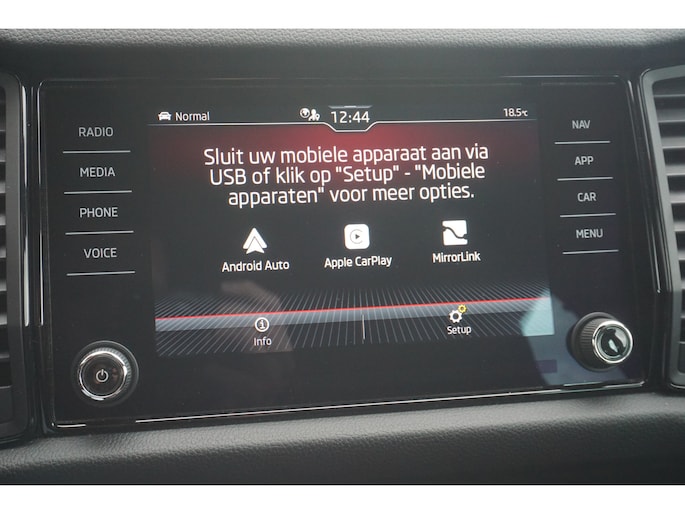 RADIO
MEDIA
PHONE
VOICE
Normal
12:44
18.5°C
Sluit uw mobiele apparaat aan via
USB of klik op "Setup" - "Mobiele
apparaten" voor meer opties.
Android Auto
Apple CarPlay
MirrorLink
Info
Setup
NAV
APP
CAR
MENU